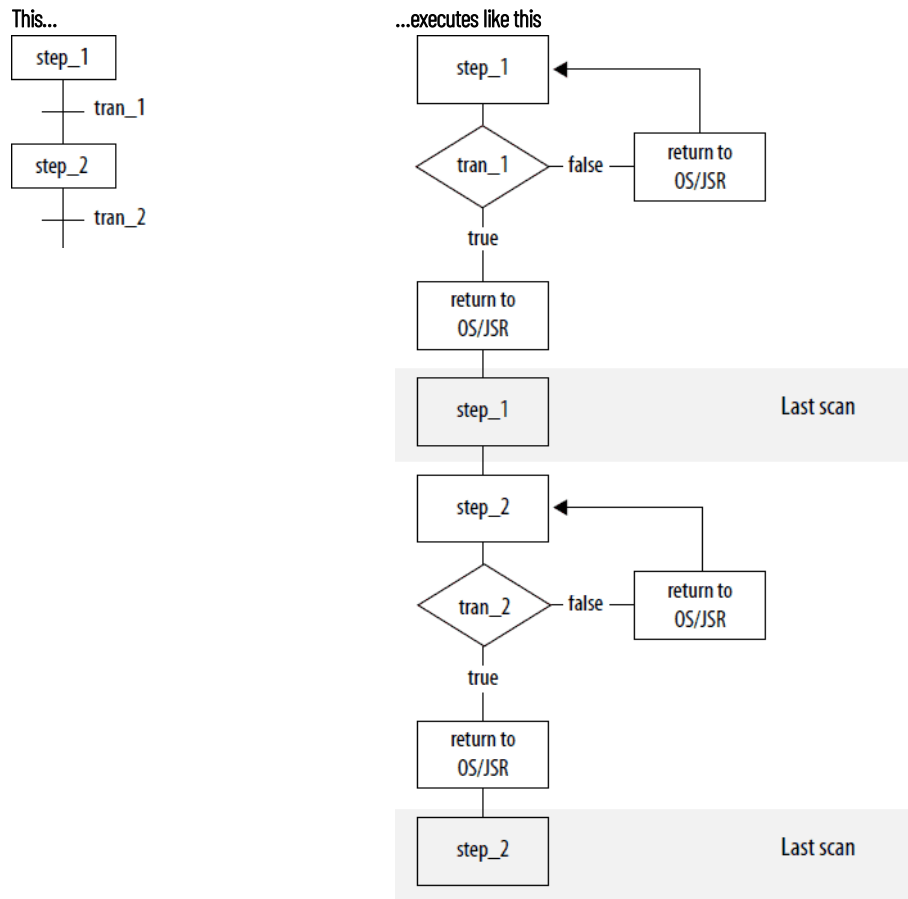 This...
step_1
tran_1
step_2
tran_2
...executes like this
step_1
tran_1
false
return to
OS/JSR
true
return to
OS/JSR
step_1
Last scan
step_2
tran_2
false
return to
OS/JSR
true
return to
OS/JSR
step_2
Last scan